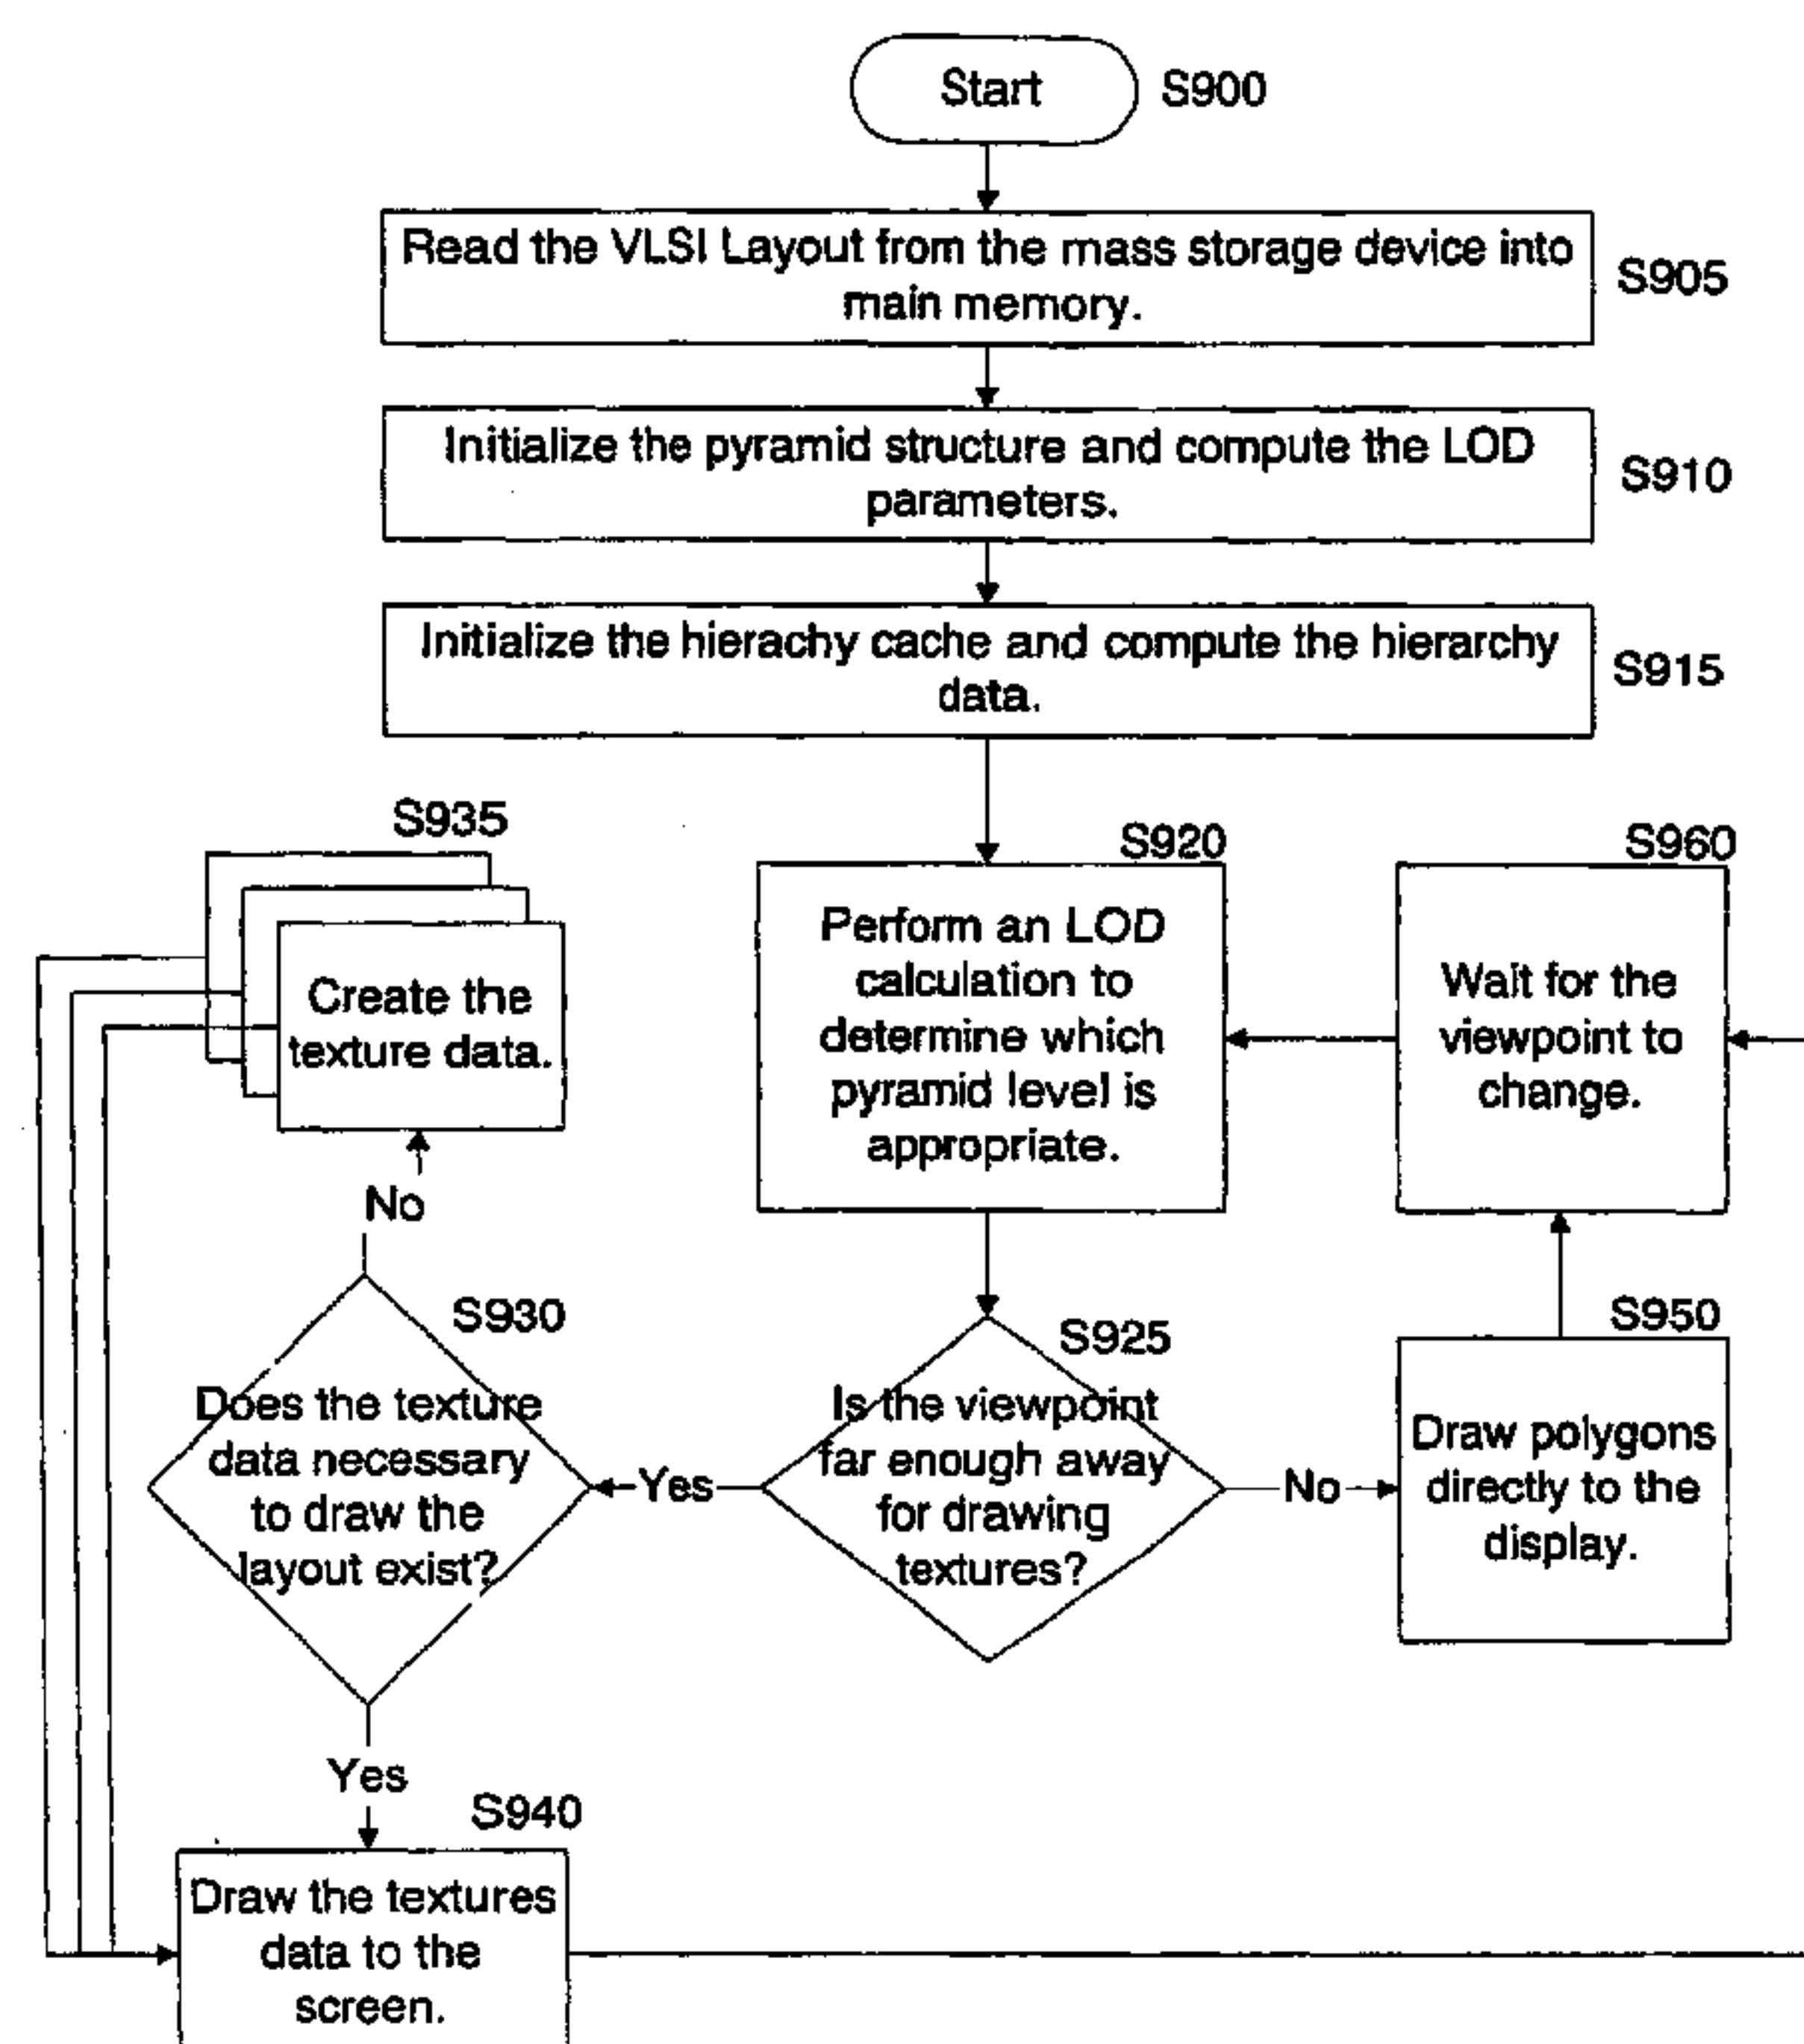 Start
S900
Read the VLSI Layout from the mass storage device into
main memory.
S905
Initialize the pyramid structure and compute the LOD
parameters.
S910
Initialize the hierachy cache and compute the hierarchy
data.
S915
S935
Create the
texture data.
S920
Perform an LOD
calculation to
determine which
pyramid level is
appropriate.
S960
Wait for the
viewpoint to
change.
No
S930
Does the texture
data necessary
to draw the
layout exist?
Yes
S925
Is the viewpoint
far enough away
for drawing
textures?
No
S950
Draw polygons
directly to the
display.
Yes
S940
Draw the textures
data to the
screen.